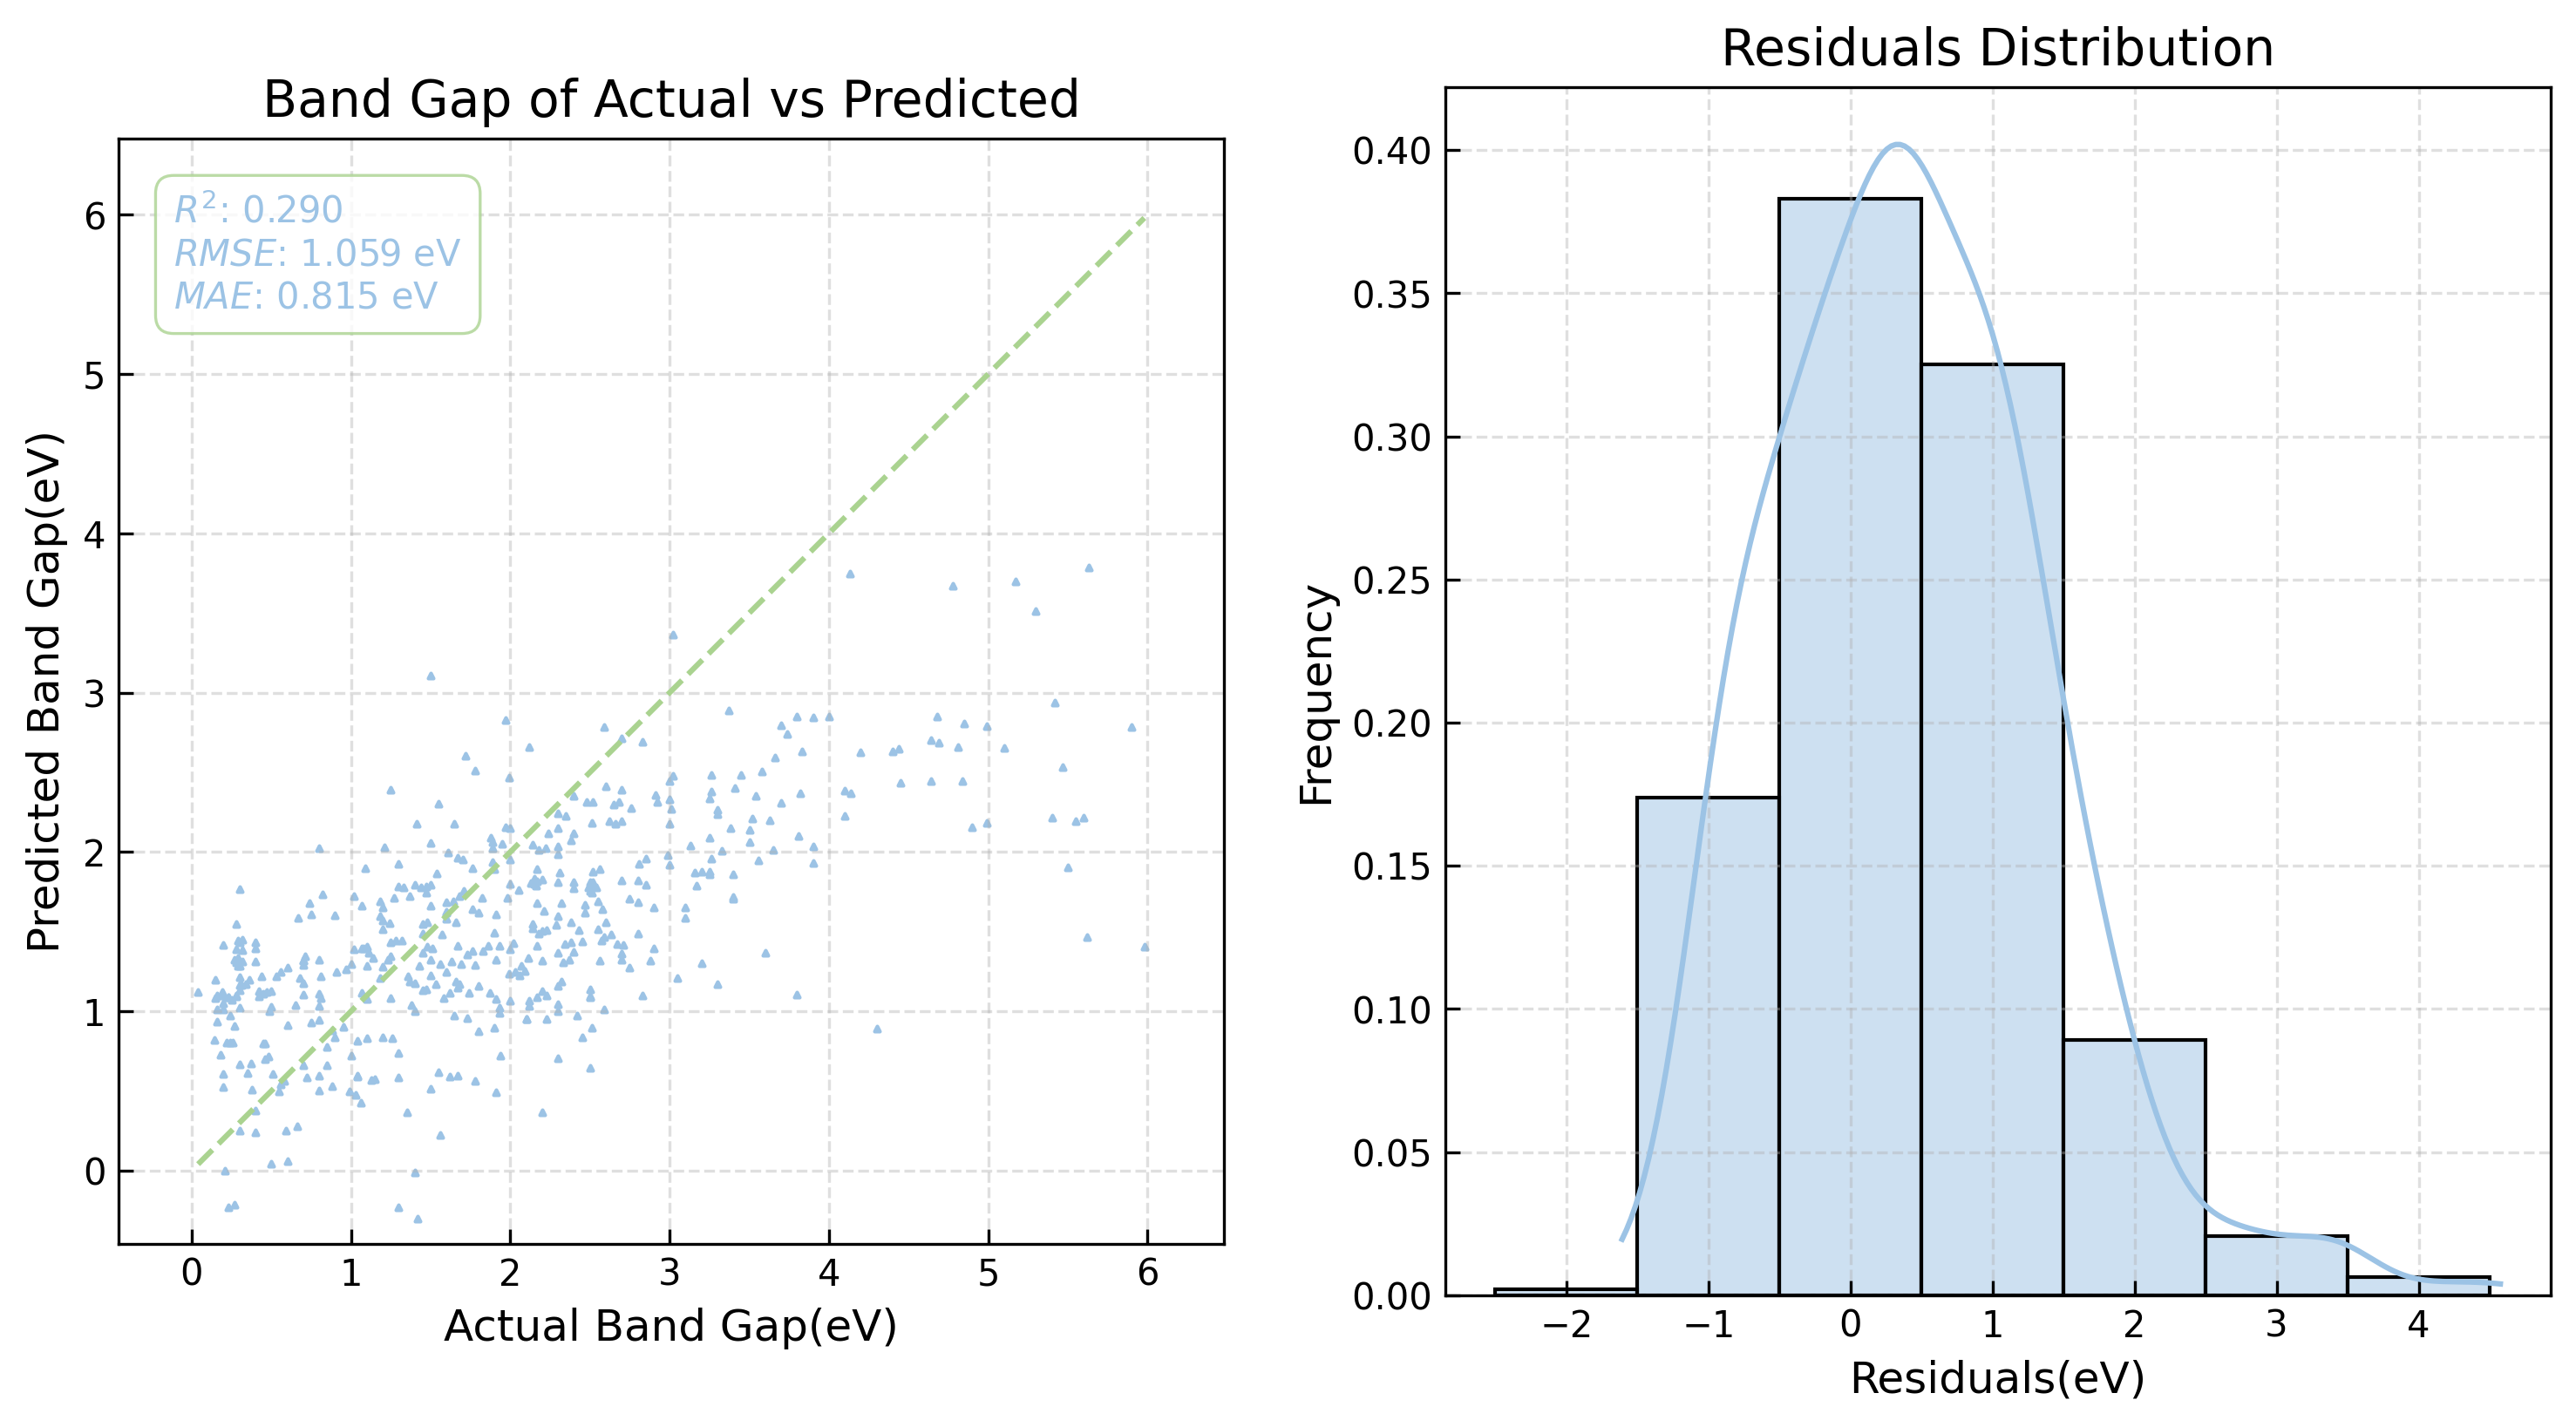 Band Gap of Actual vs Predicted
R²: 0.290
RMSE: 1.059 eV
MAE: 0.815 eV
Predicted Band Gap(eV)
6
5
4
3
2
1
0
0 1 2 3 4 5 6
Actual Band Gap(eV)
Residuals Distribution
Frequency
0.40
0.35
0.30
0.25
0.20
0.15
0.10
0.05
0.00
−2 −1 0 1 2 3 4
Residuals(eV)